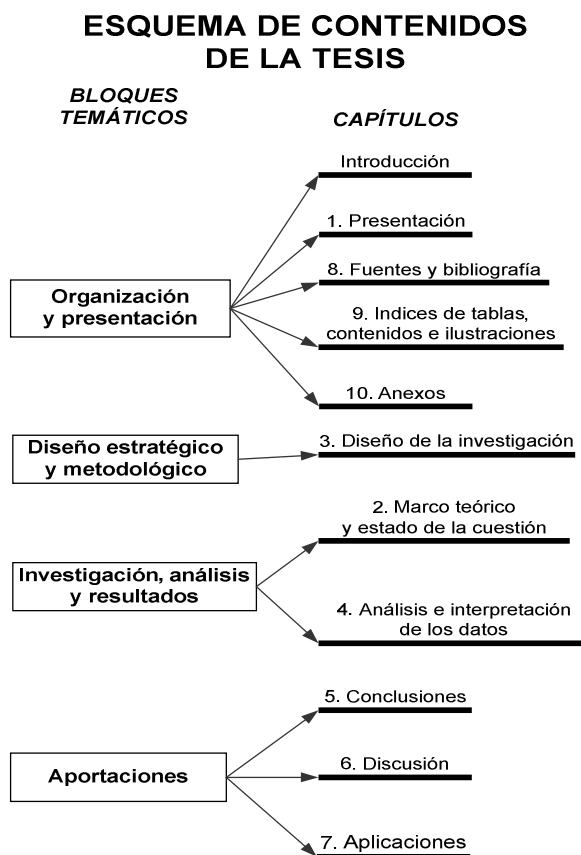 ESQUEMA DE CONTENIDOS
DE LA TESIS
BLOQUES
TEMÁTICOS
CAPÍTULOS
Introducción
1. Presentación
8. Fuentes y bibliografía
Organización
y presentación
9. Indices de tablas,
contenidos e ilustraciones
10. Anexos
Diseño estratégico
y metodológico
3. Diseño de la investigación
2. Marco teórico
y estado de la cuestión
Investigación, análisis
y resultados
4. Análisis e interpretación
de los datos
5. Conclusiones
Aportaciones
6. Discusión
7. Aplicaciones